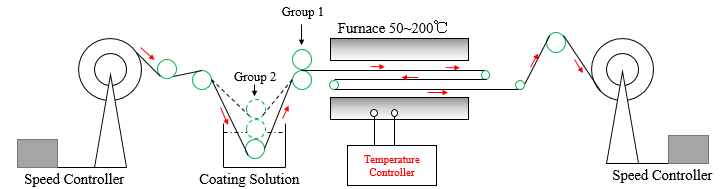 Group 1
Furnace 50~200℃
Group 2
Temperature
Controller
Speed Controller
Coating Solution
Speed Controller